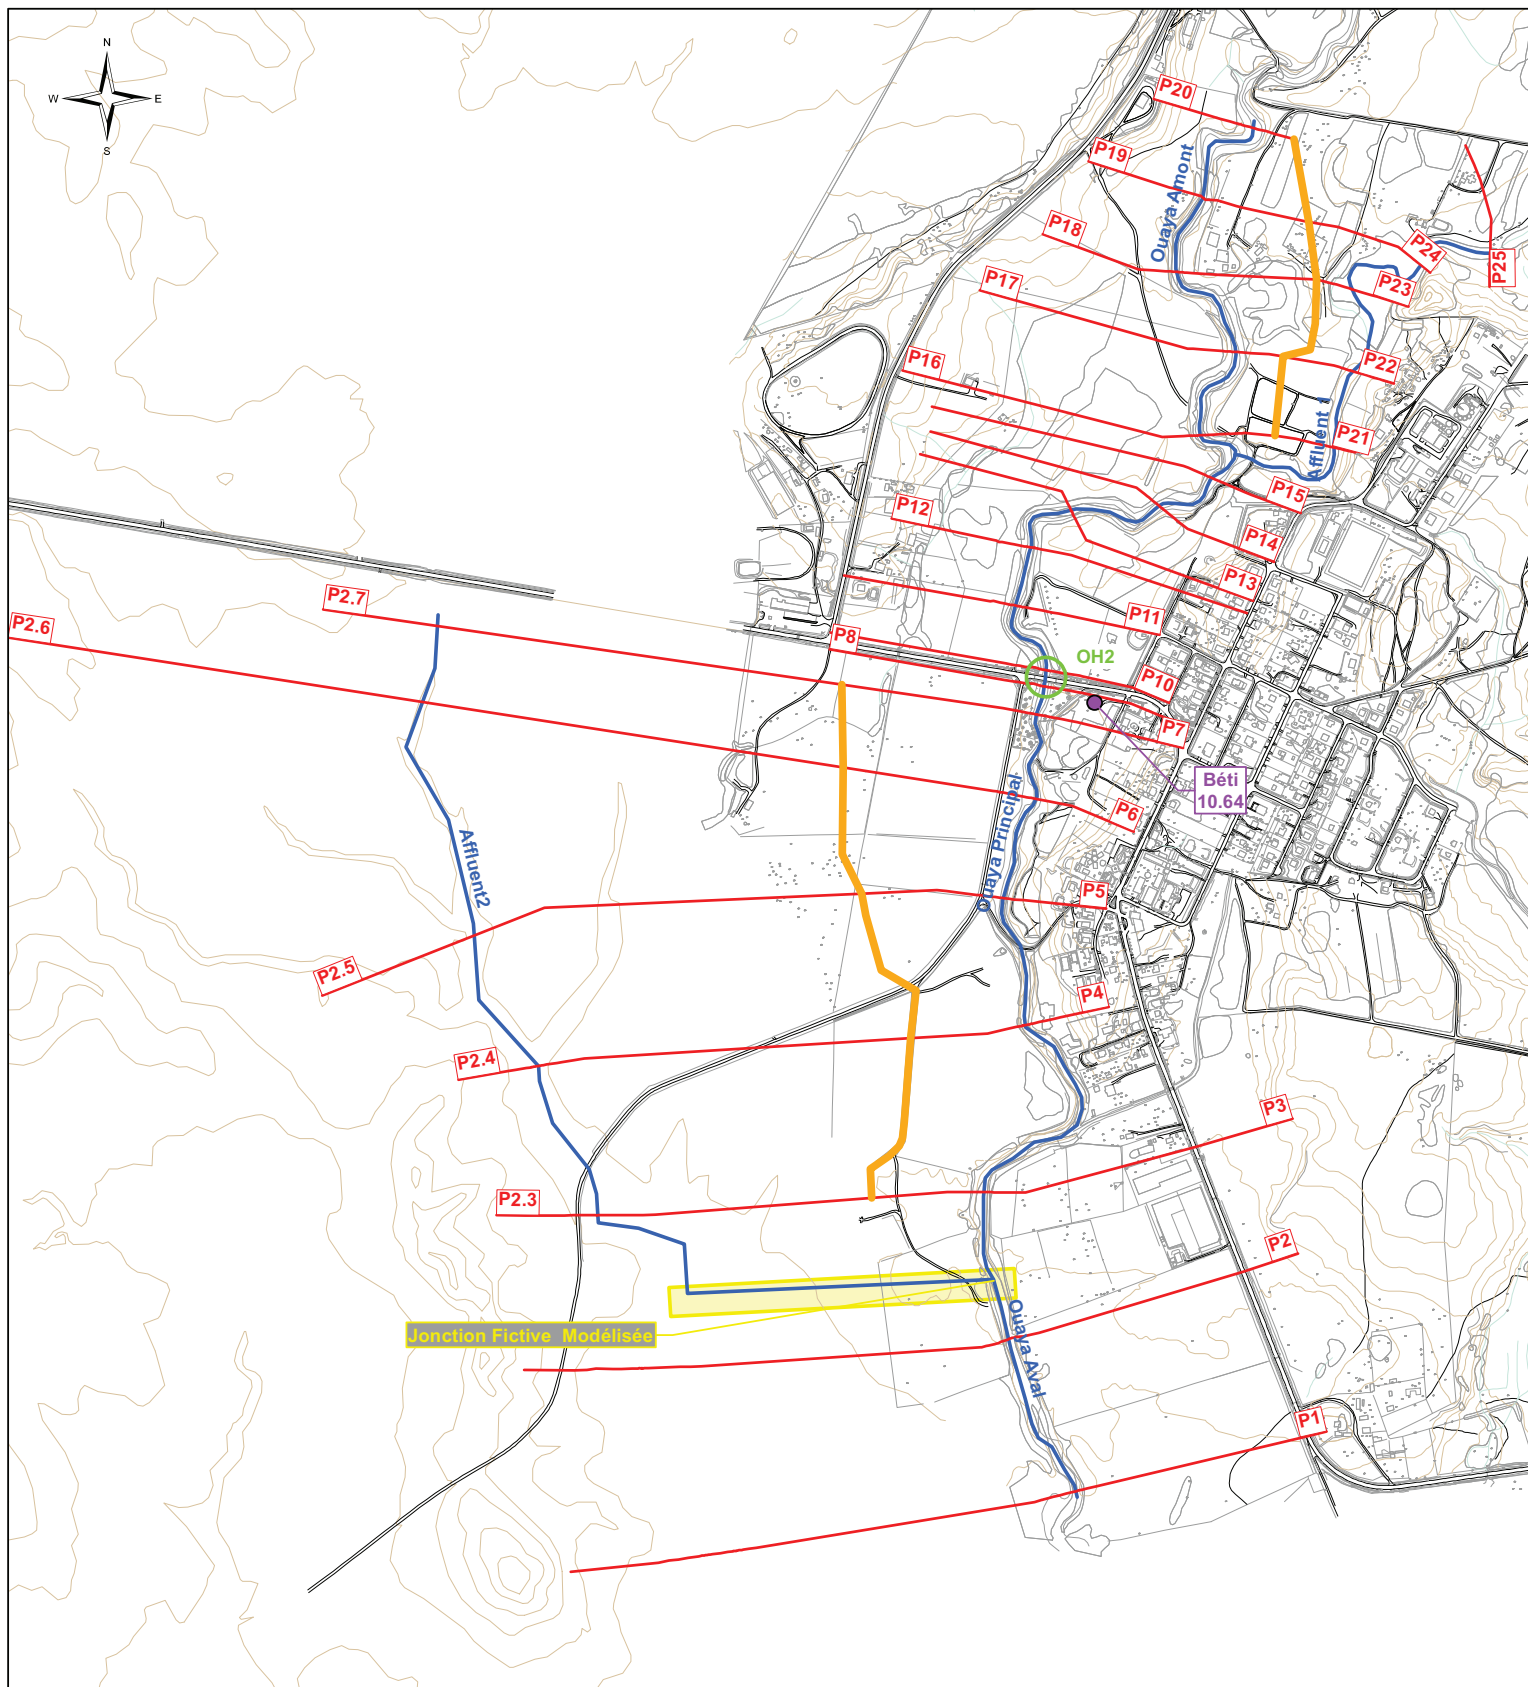 N
W
E
S
P20
P19
Ouaya Amont
P18
P24
P25
P17
P23
P16
P22
Affluent 1
P21
P15
P12
P14
P13
P2.7
P11
P2.6
P8
OH2
P10
P7
Béti
10.64
P6
Ouaya Principal
Affluent2
P5
P2.5
P4
P2.4
P3
P2.3
P2
Jonction Fictive Modélisée
Ouaya Aval
P1